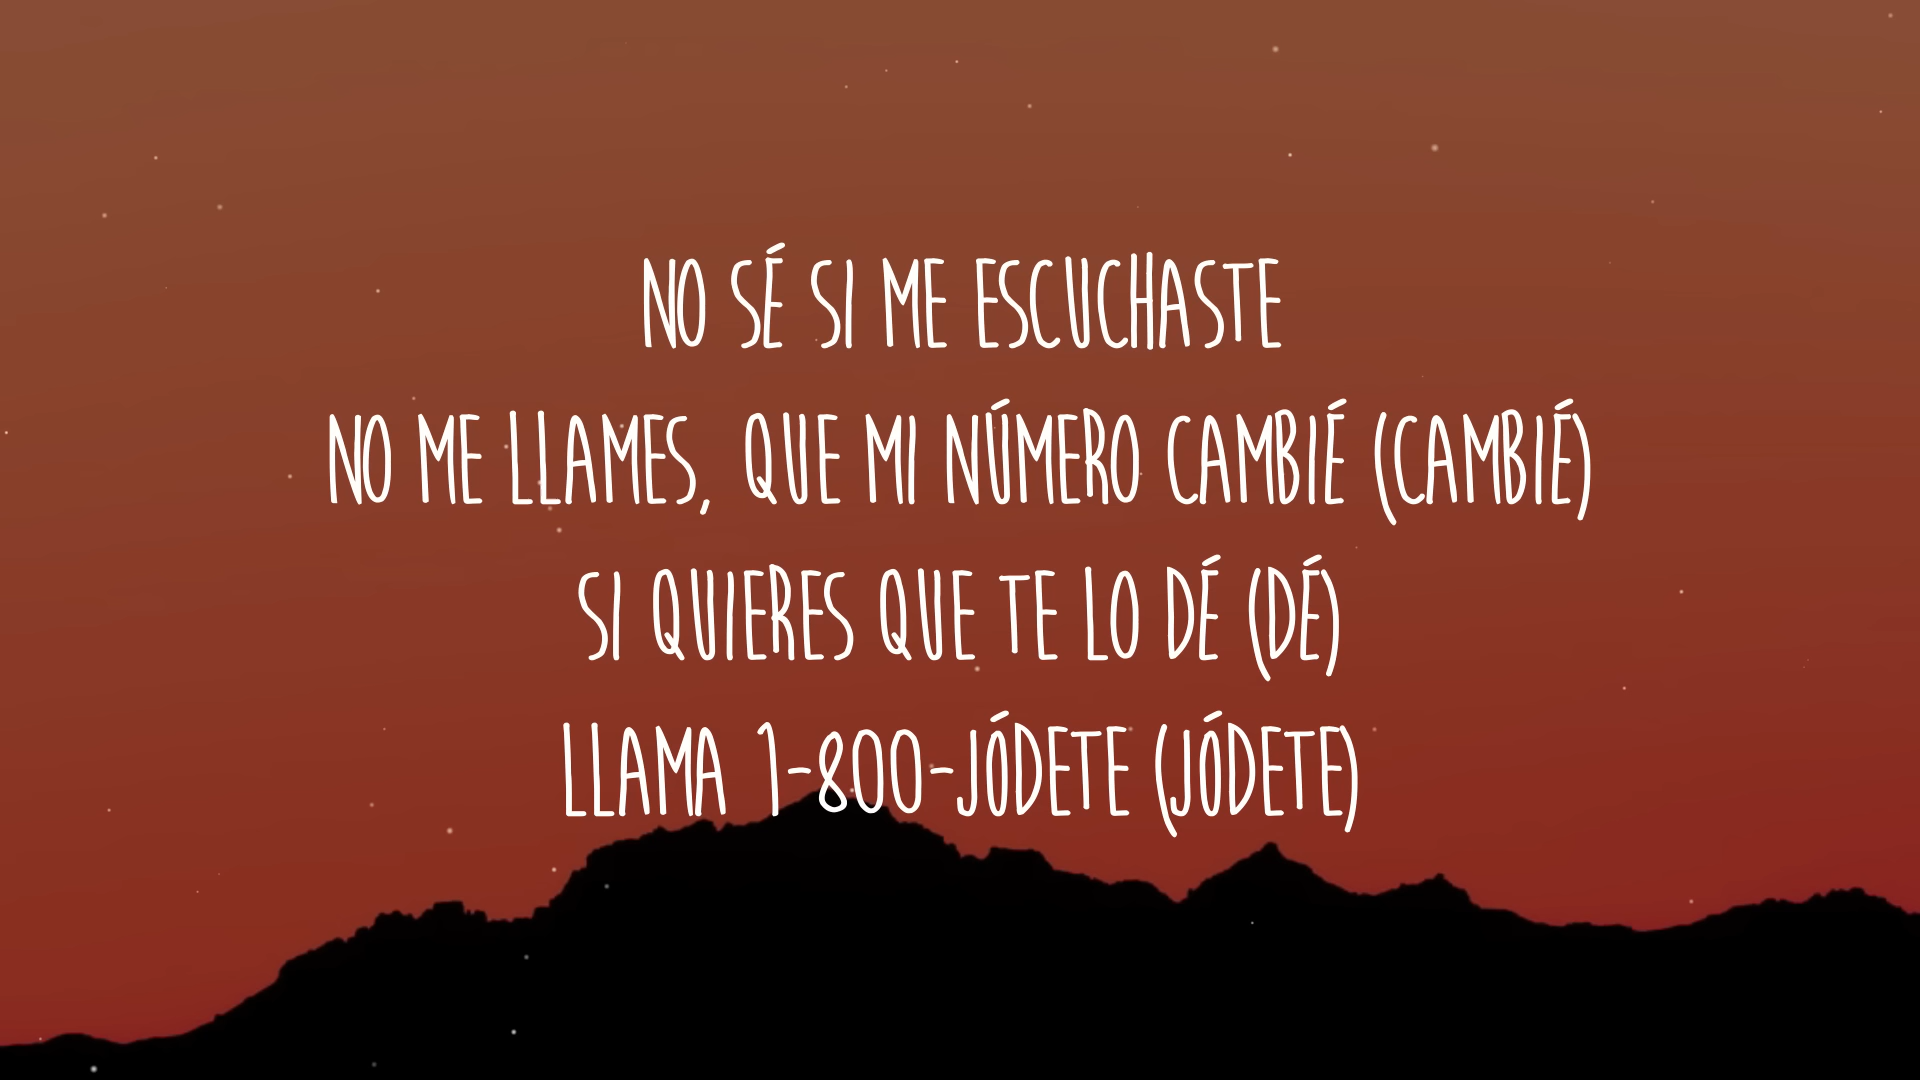 NO SÉ SI ME ESCUCHASTE
NO ME LLAMES, QUE MI NÚMERO CAMBIÉ (CAMBIÉ)
SI QUIERES QUE TE LO DÉ (DÉ)
LLAMA 1-800-JÓDETE (JÓDETE)